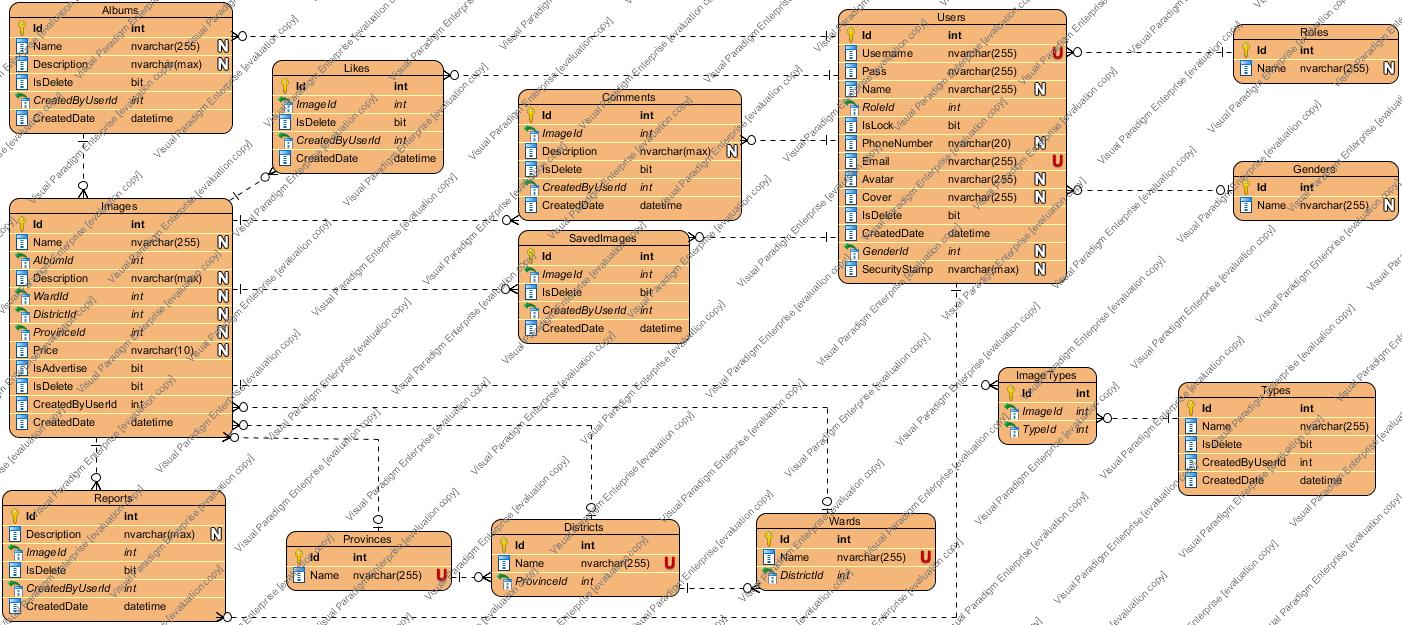 Albums
Id int
Name nvarchar(255) N
Description nvarchar(max) N
IsDelete bit
CreatedByUserId int
CreatedDate datetime
Likes
Id int
ImageId int
IsDelete bit
CreatedByUserId int
CreatedDate datetime
Comments
Id int
ImageId int
Description nvarchar(max) N
IsDelete bit
CreatedByUserId int
CreatedDate datetime
Users
Id int
Username nvarchar(255) U
Pass nvarchar(255)
Name nvarchar(255) N
RoleId int
IsLock bit
PhoneNumber nvarchar(20) N
Email nvarchar(255) U
Avatar nvarchar(255) N
Cover nvarchar(255) N
IsDelete bit
CreatedDate datetime
GenderId int N
SecurityStamp nvarchar(max) N
Roles
Id int
Name nvarchar(255) N
Genders
Id int
Name nvarchar(255) N
Images
Id int
Name nvarchar(255) N
AlbumId int
Description nvarchar(max) N
WardId int N
DistrictId int N
ProvinceId int N
Price nvarchar(10) N
IsAdvertise bit
IsDelete bit
CreatedByUserId int
CreatedDate datetime
SavedImages
Id int
ImageId int
IsDelete bit
CreatedByUserId int
CreatedDate datetime
ImageTypes
Id int
ImageId int
TypeId int
Types
Id int
Name nvarchar(255)
IsDelete bit
CreatedByUserId int
CreatedDate datetime
Reports
Id int
Description nvarchar(max) N
ImageId int
IsDelete bit
CreatedByUserId int
CreatedDate datetime
Provinces
Id int
Name nvarchar(255) U
Districts
Id int
Name nvarchar(255) U
ProvinceId int
Wards
Id int
Name nvarchar(255) U
DistrictId int
Visual Paradigm Enterprise [evaluation copy]